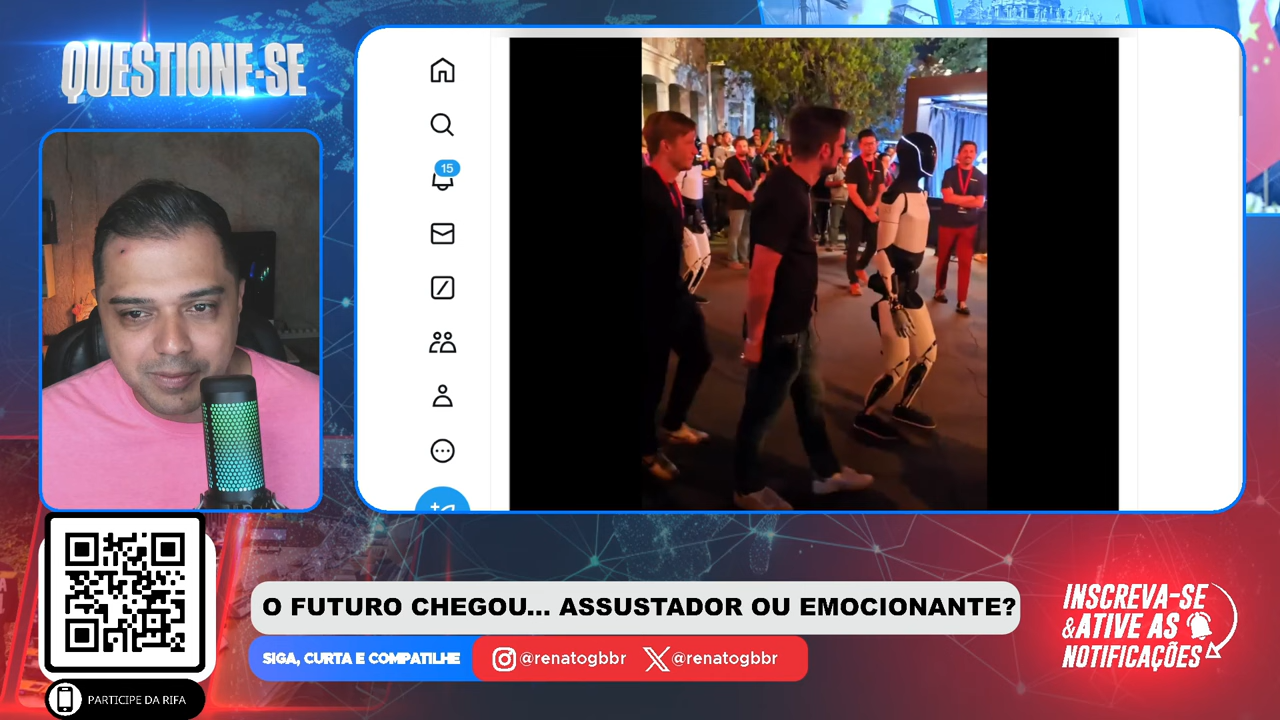 QUESTIONE-SE
15
O FUTURO CHEGOU... ASSUSTADOR OU EMOCIONANTE?
SIGA, CURTA E COMPATILHE
@renatogbbr
@renatogbbr
INSCREVA-SE
&ATIVE AS
NOTIFICAÇÕES
PARTICIPE DA RIFA